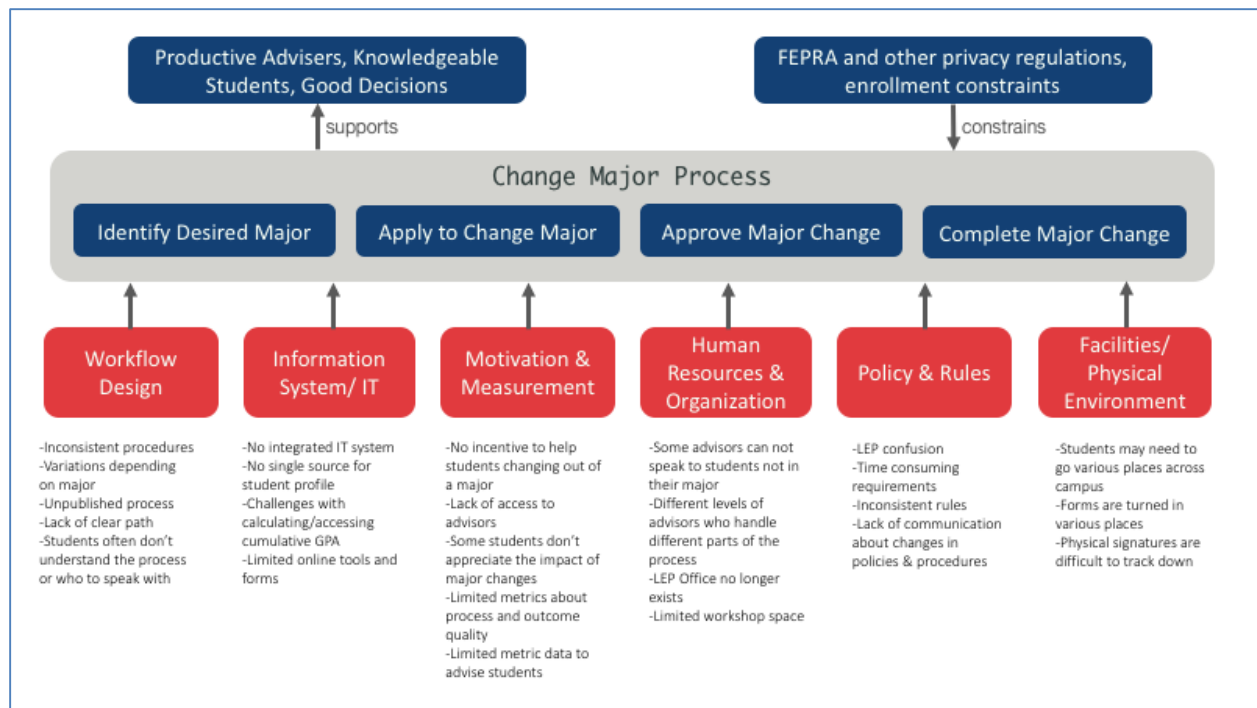 Productive Advisers, Knowledgeable
Students, Good Decisions
FEPRA and other privacy regulations,
enrollment constraints
supports
constrains
Change Major Process
Identify Desired Major
Apply to Change Major
Approve Major Change
Complete Major Change
Workflow
Design
Information
System/ IT
Motivation &
Measurement
Human
Resources &
Organization
Policy & Rules
Facilities/
Physical
Environment
-Inconsistent procedures
-Variations depending
on major
-Unpublished process
-Lack of clear path
-Students often don't
understand the process
or who to speak with
-No integrated IT system
-No single source for
student profile
-Challenges with
calculating/accessing
cumulative GPA
-Limited online tools and
forms
-No incentive to help
students changing out of
a major
-Lack of access to
advisors
-Some students don't
appreciate the impact of
major changes
-Limited metrics about
process and outcome
quality
-Limited metric data to
advise students
-Some advisors can not
speak to students not in
their major
-Different levels of
advisors who handle
different parts of the
process
-LEP Office no longer
exists
-Limited workshop space
-LEP confusion
-Time consuming
requirements
-Inconsistent rules
-Lack of communication
about changes in
policies & procedures
-Students may need to
go various places across
campus
-Forms are turned in
various places
-Physical signatures are
difficult to track down